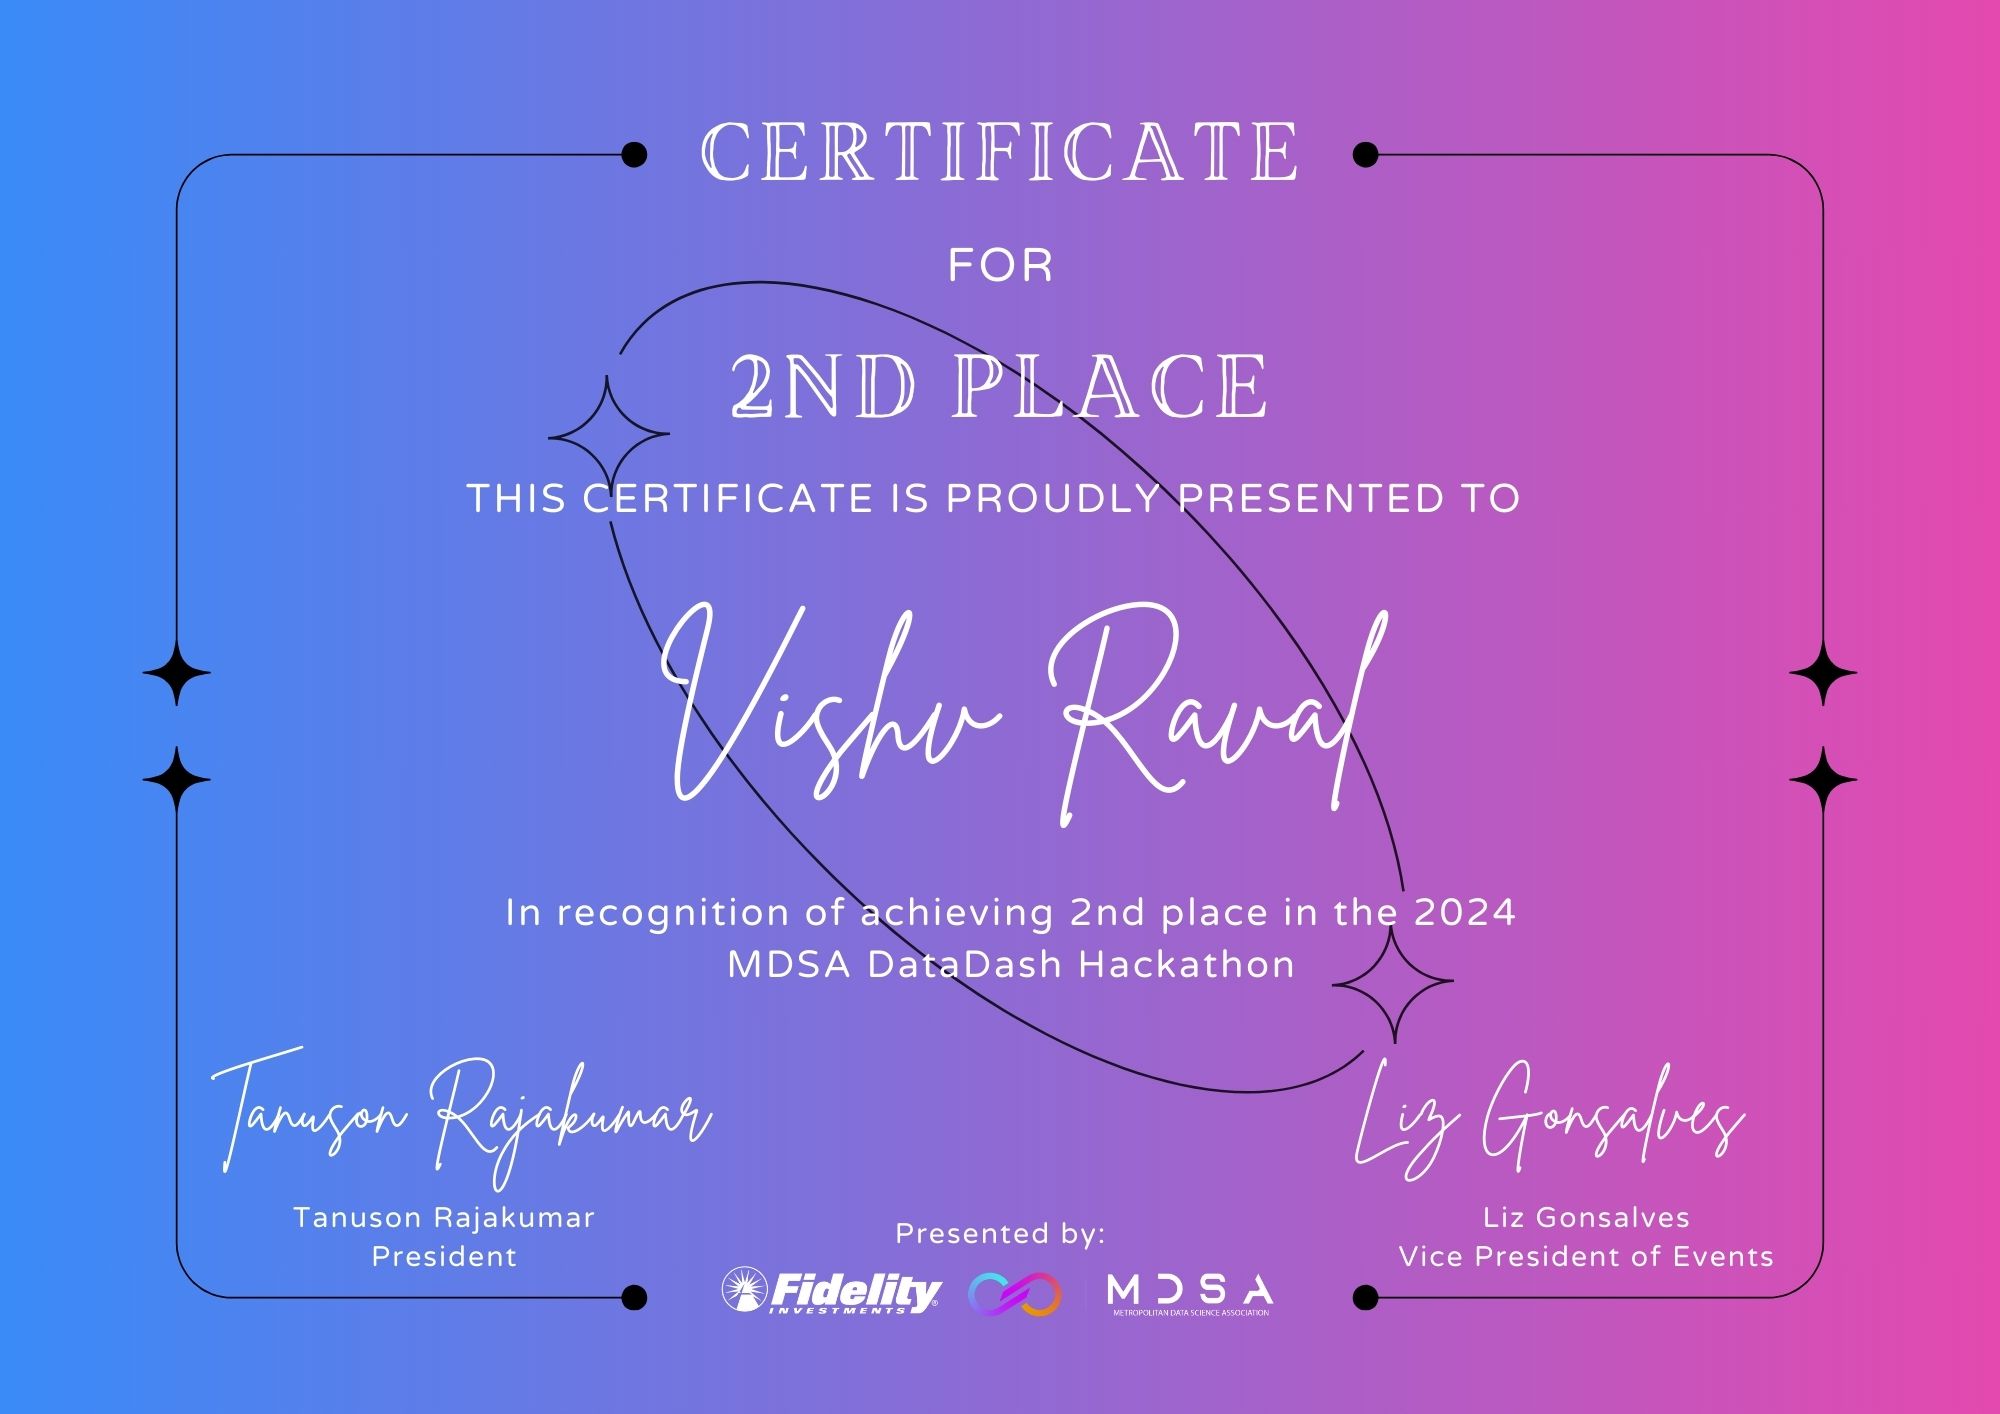 CERTIFICATE
FOR
2ND PLACE
THIS CERTIFICATE IS PROUDLY PRESENTED TO
Vishv Raval
In recognition of achieving 2nd place in the 2024
MDSA DataDash Hackathon
Tanuson Rajakumar
Liz Gonsalves
Tanuson Rajakumar
President
Liz Gonsalves
Vice President of Events
Presented by:
Fidelity
INVESTMENTS®
MDSA
METROPOLITAN DATA SCIENCE ASSOCIATION